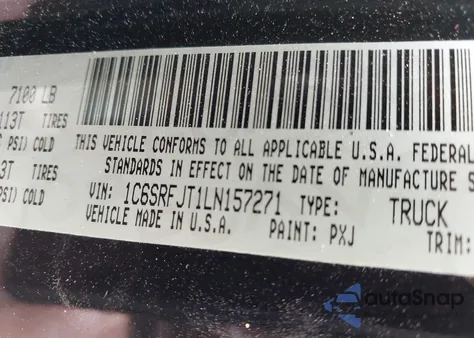 7100 LB
113T TIRES
PSI) COLD
3T TIRES
PSI) COLD
THIS VEHICLE CONFORMS TO ALL APPLICABLE U.S.A. FEDERAL
STANDARDS IN EFFECT ON THE DATE OF MANUFACTURE S
VIN: 1C6SRFJT1LN157271 TYPE: TRUCK
VEHICLE MADE IN U.S.A. PAINT: PXJ TRIM:
autoSnap